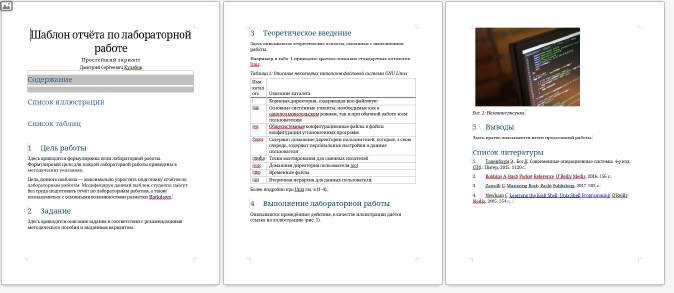 Шаблон отчёта по лабораторной
работе
Простейший вариант
Дмитрий Сергеевич Кулябов
Содержание
Список иллюстраций
Список таблиц
1 Цель работы
Здесь приводится формулировка цели лабораторной работы.
Формулировки цели для каждой лабораторной работы приведены в
методических указаниях.
Цель данного шаблона — максимально упростить подготовку отчётов по
лабораторным работам. Модифицируя данный шаблон, студенты смогут
без труда подготовить отчёт по лабораторным работам, а также
познакомиться с основными возможностями разметки Markdown.
2 Задание
Здесь приводится описание задания в соответствии с рекомендациями
методического пособия и выданным вариантом.
3 Теоретическое введение
Здесь описываются теоретические аспекты, связанные с выполнением
работы.
Например, в табл. 1 приведено краткое описание стандартных каталогов
Unix.
Таблица 1: Описание некоторых каталогов файловой системы GNU Linux
Имя
катал
ога
Описание каталога
/ Корневая директория, содержащая всю файловую
/bin Основные системные утилиты, необходимые как в
однопользовательском режиме, так и при обычной работе всем
пользователям
/etc Общесистемные конфигурационные файлы и файлы
конфигурации установленных программ
/home Содержит домашние директории пользователей, которые, в свою
очередь, содержат персональные настройки и данные
пользователя
/media Точки монтирования для сменных носителей
/root Домашняя директория пользователя root
/tmp Временные файлы
/usr Вторичная иерархия для данных пользователя
Более подробно про Unix см. в [1–4].
4 Выполнение лабораторной работы
Описываются проведённые действия, в качестве иллюстрации даётся
ссылка на иллюстрацию (рис. 1).
Рис. 1: Название рисунка
5 Выводы
Здесь кратко описываются итоги проделанной работы.
Список литературы
1. Таненбаум Э., Бос Х. Современные операционные системы. 4-е изд.
СПб.: Питер, 2015. 1120 с.
2. Robbins A. Bash Pocket Reference. O'Reilly Media, 2016. 156 с.
3. Zarrelli G. Mastering Bash. Packt Publishing, 2017. 502 с.
4. Newham C. Learning the bash Shell: Unix Shell Programming. O'Reilly
Media, 2005. 354 с.